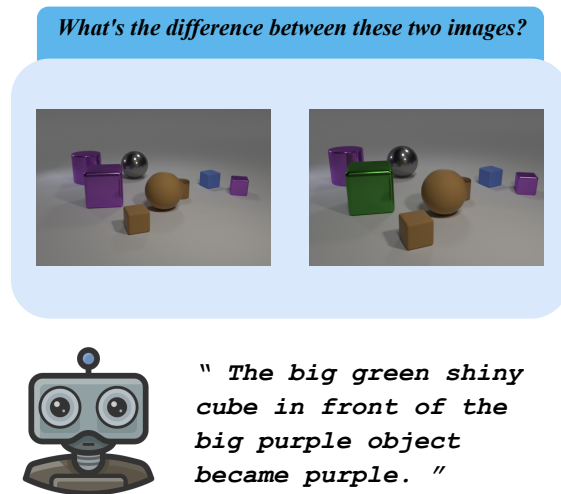 What's the difference between these two images?
“ The big green shiny
cube in front of the
big purple object
became purple. ”